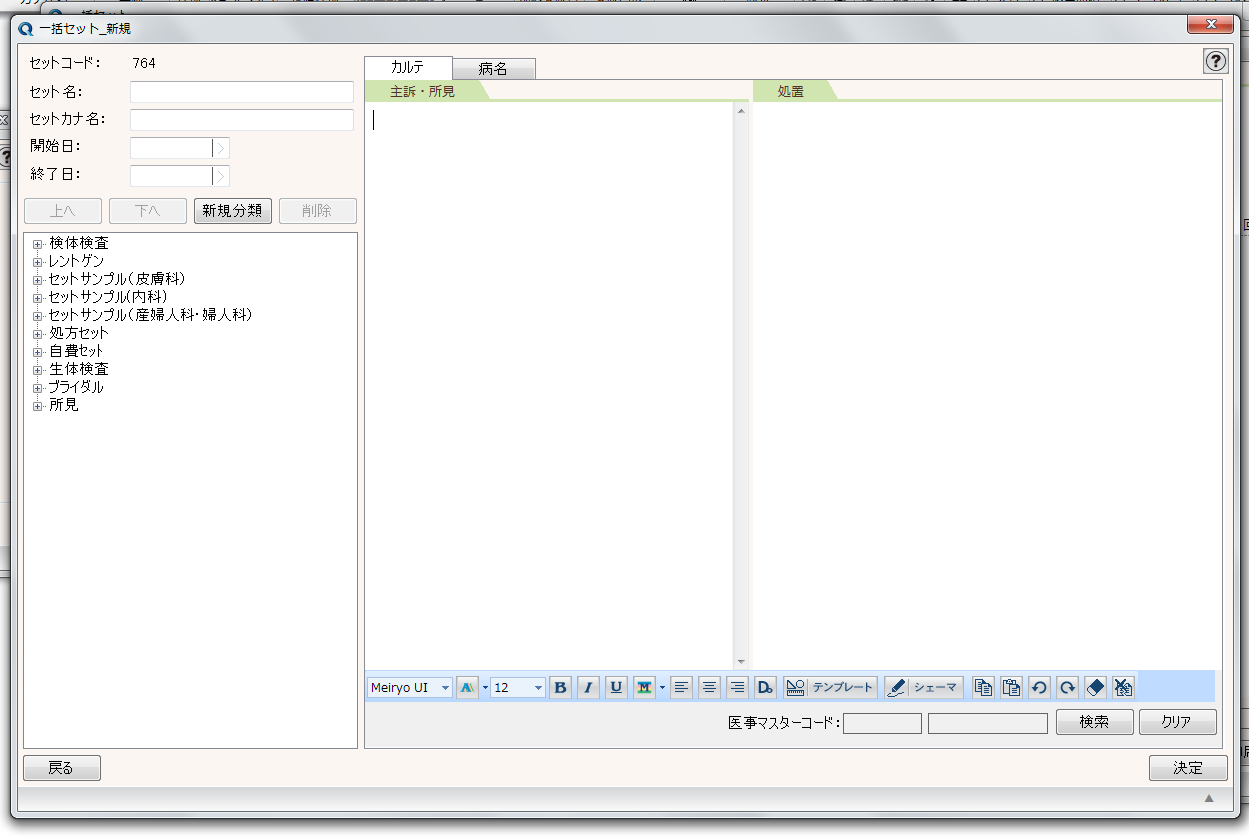 一括セット_新規
セットコード： 764
セット名：
セットカナ名：
開始日：
終了日：
上へ 下へ 新規分類 削除
検体検査
レントゲン
セットサンプル（皮膚科）
セットサンプル(内科）
セットサンプル（産婦人科・婦人科）
処方セット
自費セット
生体検査
ブライダル
所見
カルテ 病名
主訴・所見 処置
Meiryo UI A 12 B I U M D テンプレート シェーマ
医事マスターコード： 検索 クリア
戻る 決定